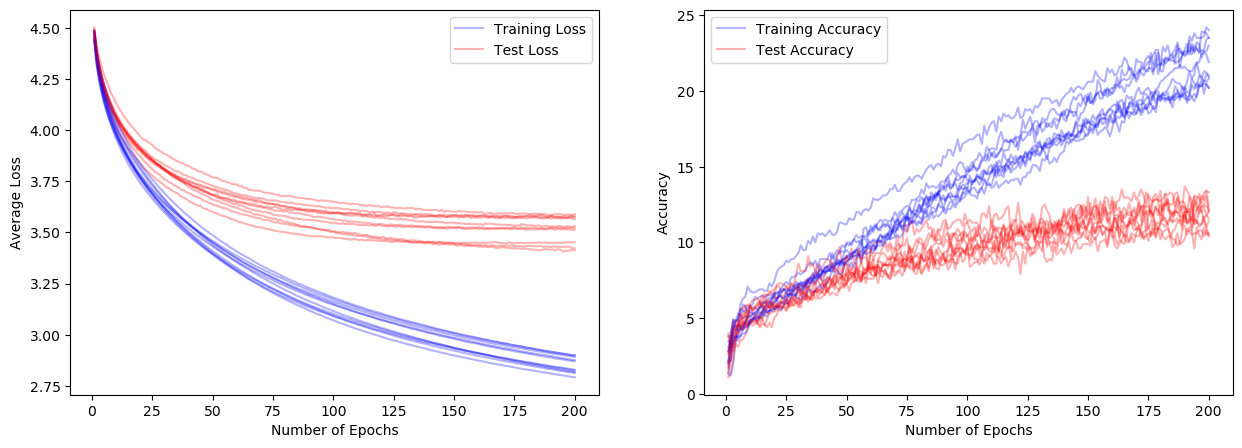 Training Loss
Test Loss
4.50
4.25
4.00
3.75
3.50
3.25
3.00
2.75
Average Loss
0 25 50 75 100 125 150 175 200
Number of Epochs
Training Accuracy
Test Accuracy
25
20
15
10
5
0
Accuracy
0 25 50 75 100 125 150 175 200
Number of Epochs